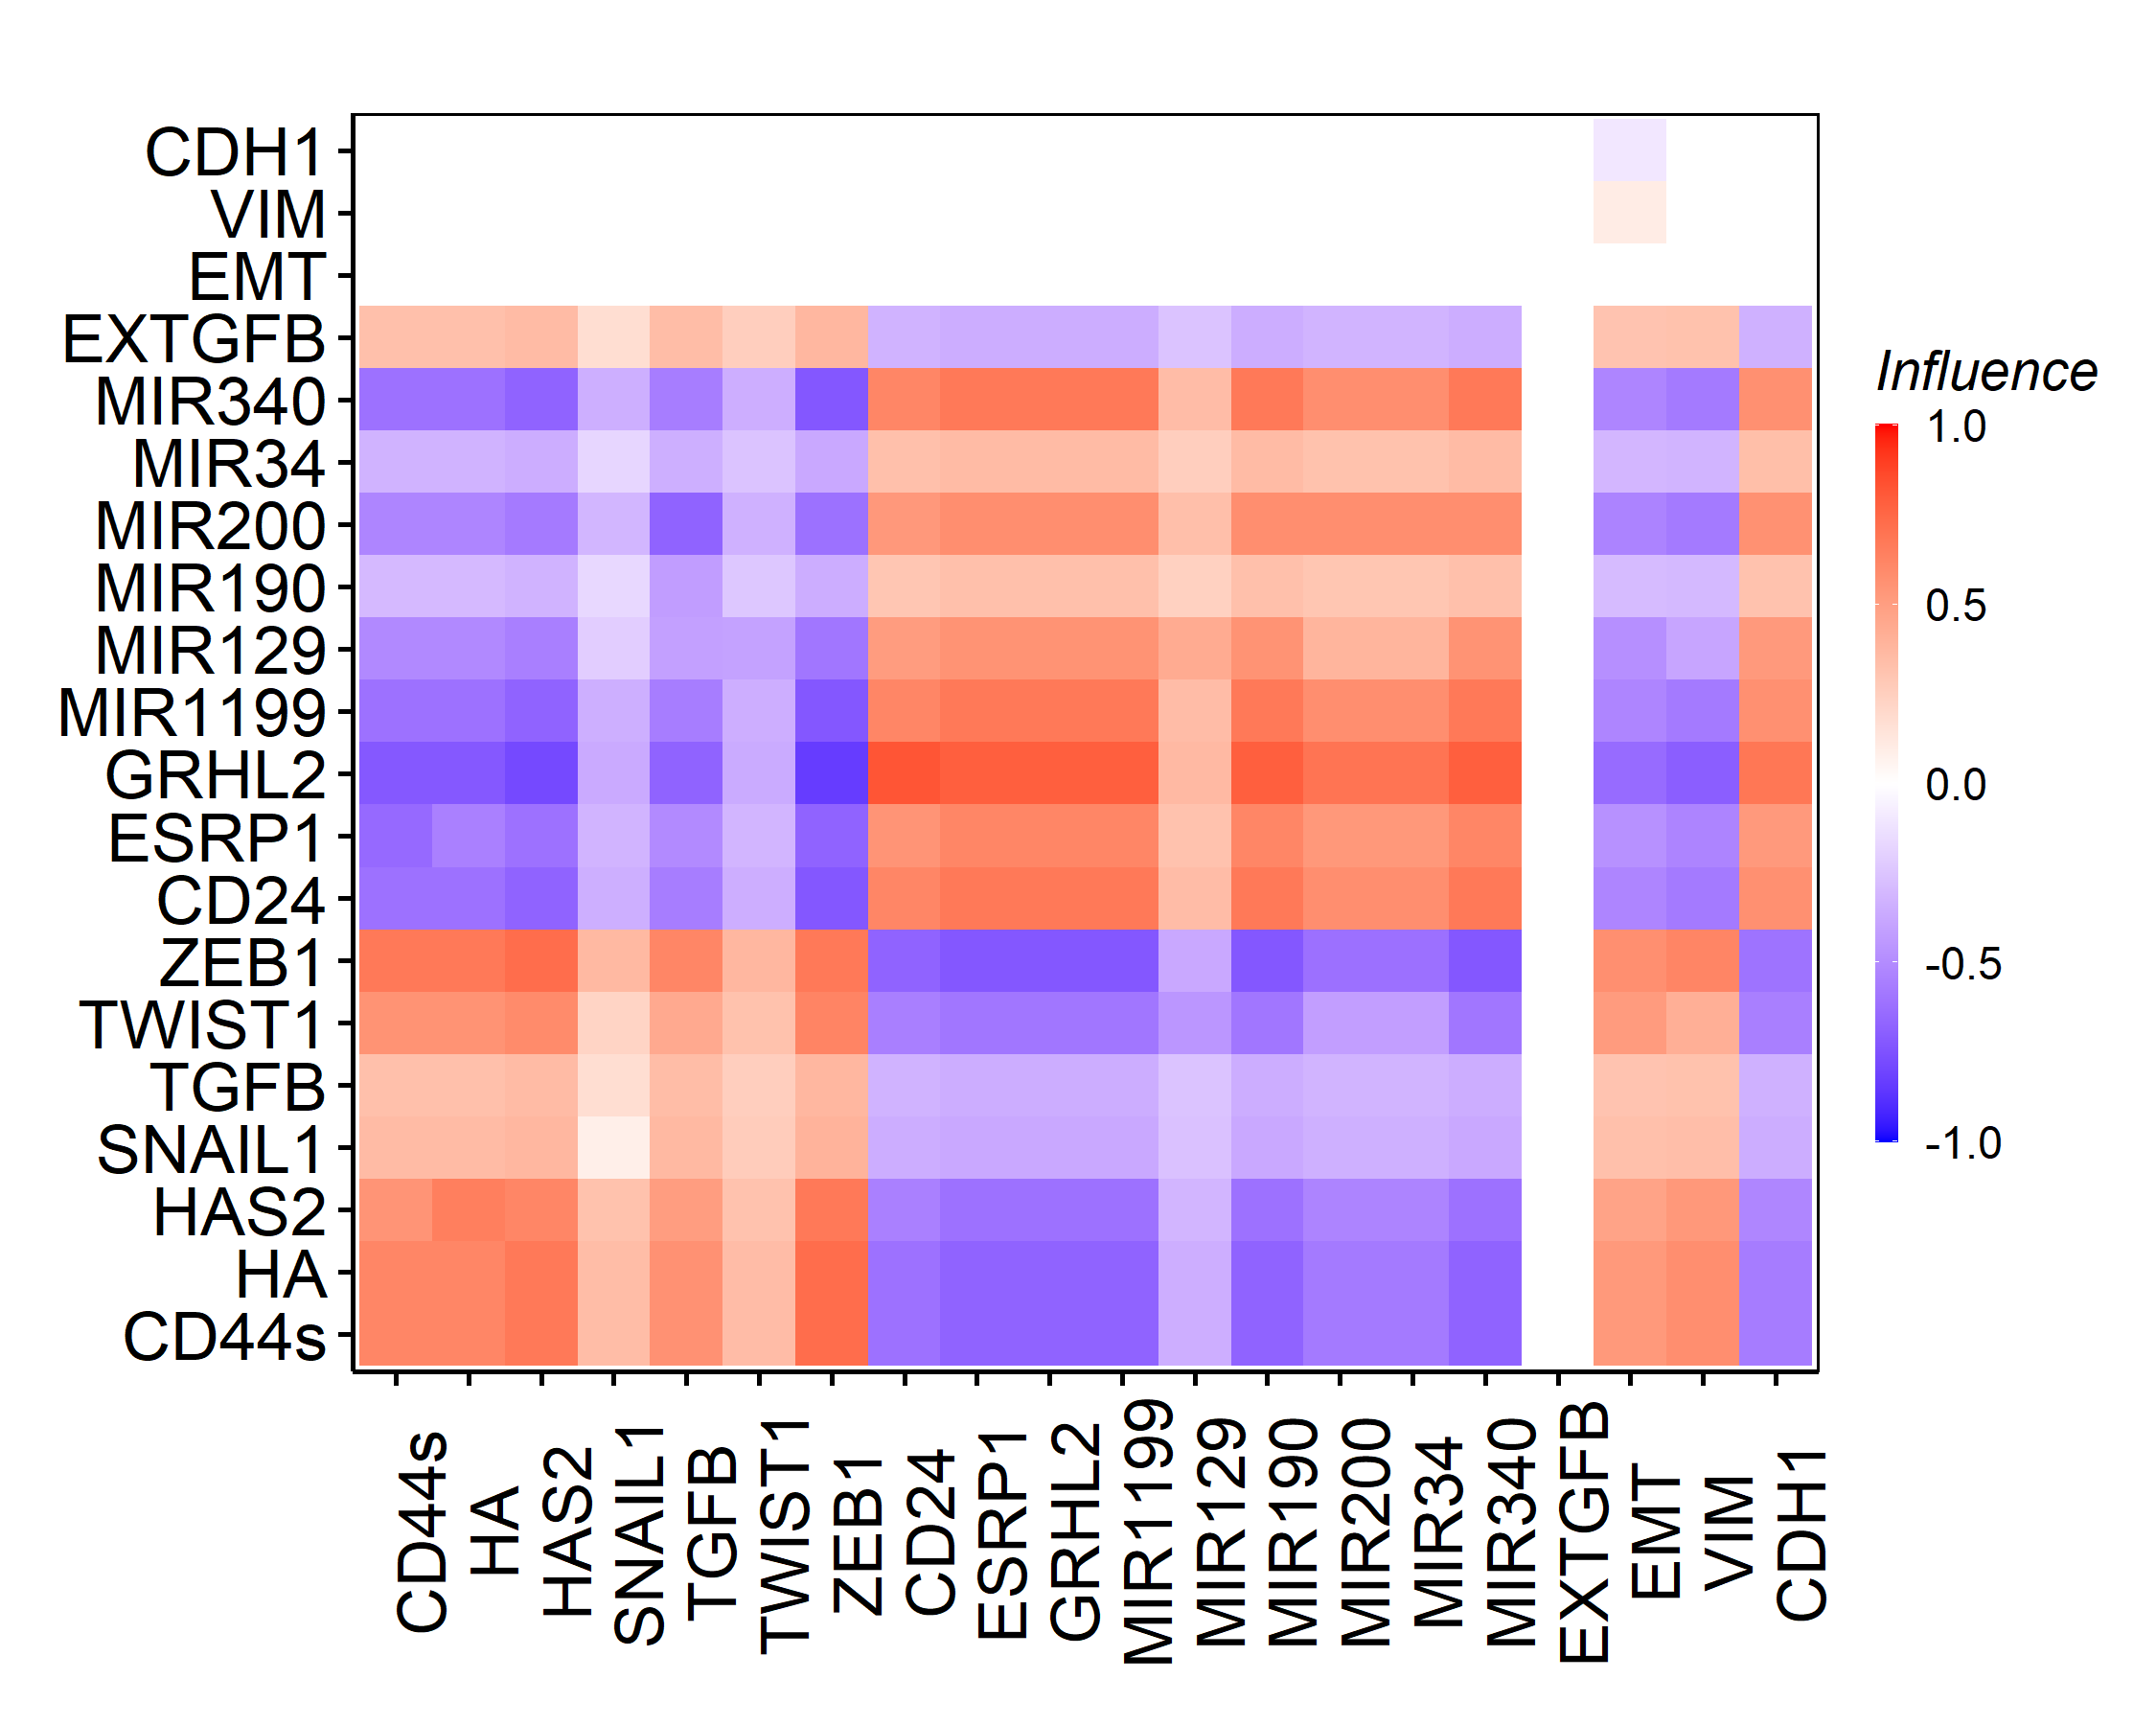 CDH1
VIM
EMT
EXTGFB
MIR340
MIR34
MIR200
MIR190
MIR129
MIR1199
GRHL2
ESRP1
CD24
ZEB1
TWIST1
TGFB
SNAIL1
HAS2
HA
CD44s
CD44s
HA
HAS2
SNAIL1
TGFB
TWIST1
ZEB1
CD24
ESRP1
GRHL2
MIR1199
MIR129
MIR190
MIR200
MIR34
MIR340
EXTGFB
EMT
VIM
CDH1
Influence
1.0
0.5
0.0
-0.5
-1.0